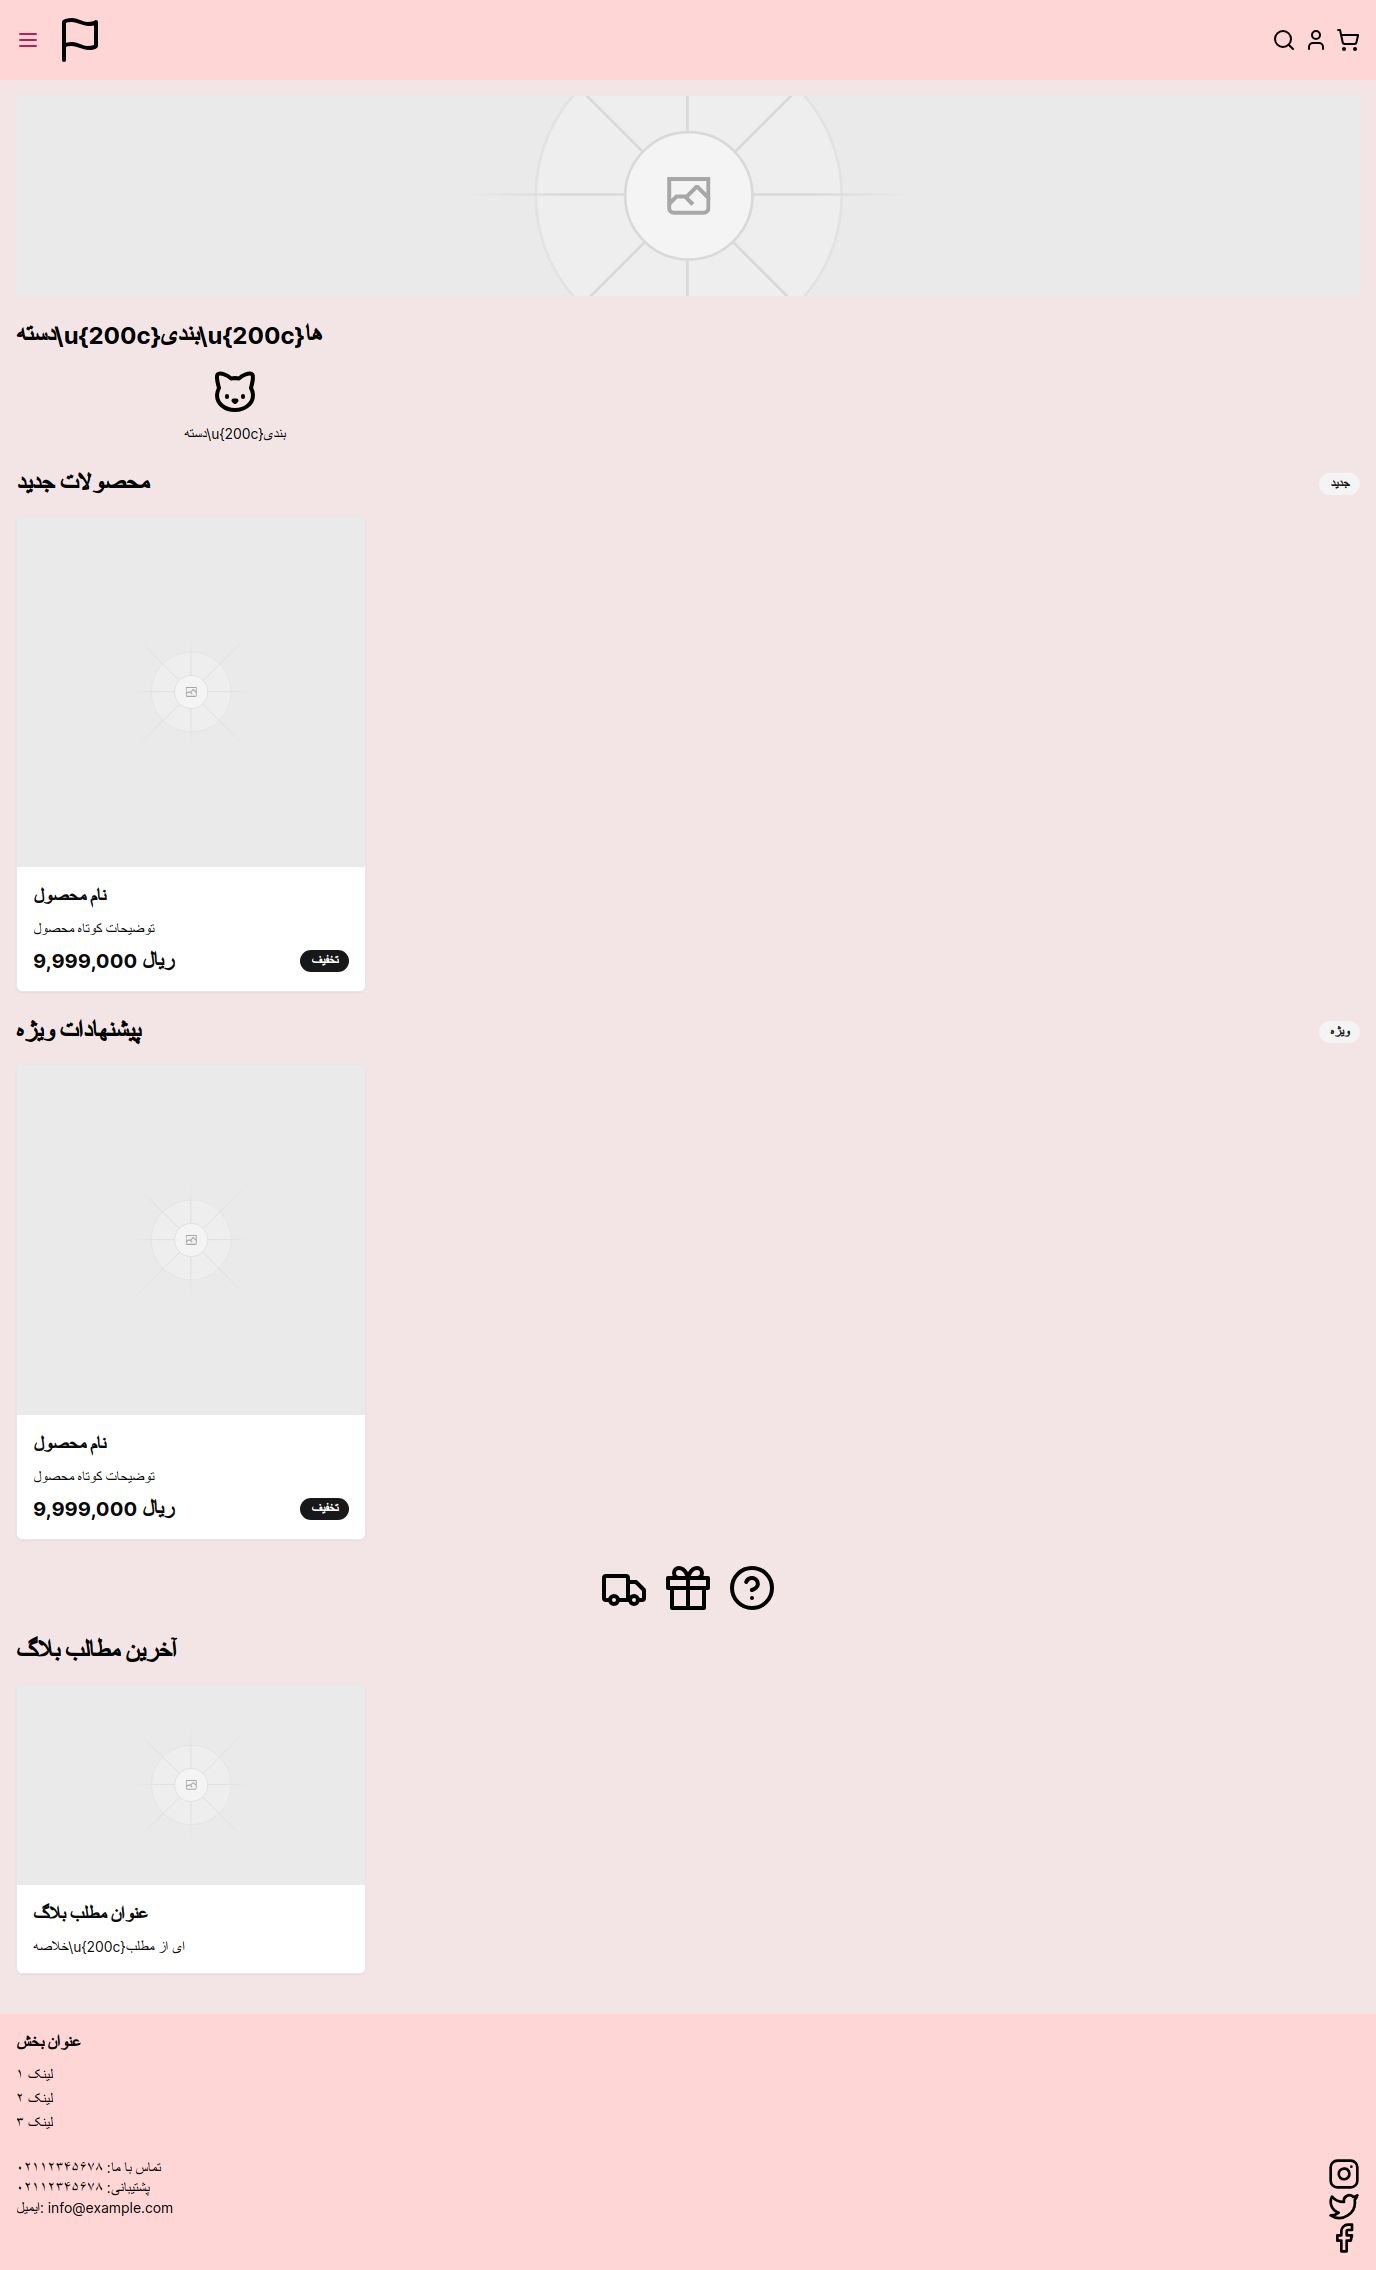 دسته\u{200c}بندی\u{200c}ها
دسته\u{200c}بندی
محصولات جدید
جدید
نام محصول
توضیحات کوتاه محصول
9,999,000 ریال
تخفیف
پیشنهادات ویژه
ویژه
نام محصول
توضیحات کوتاه محصول
9,999,000 ریال
تخفیف
آخرین مطالب بلاگ
عنوان مطلب بلاگ
خلاصه\u{200c}ای از مطلب
عنوان بخش
لینک ۱
لینک ۲
لینک ۳
تماس با ما: ۰۲۱۱۲۳۴۵۶۷۸
پشتیبانی: ۰۲۱۱۲۳۴۵۶۷۸
ایمیل: info@example.com